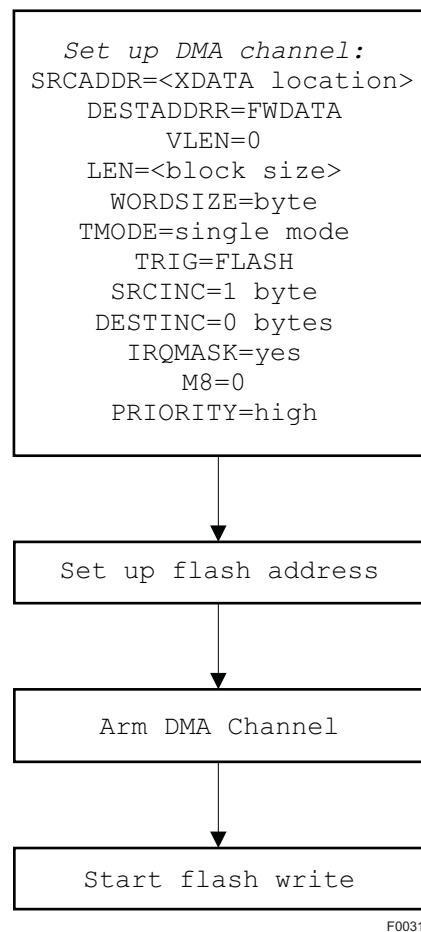 Set up DMA channel:
SRCADDR=<XDATA location>
DESTADDRR=FWDATA
VLEN=0
LEN=<block size>
WORDSIZE=byte
TMODE=single mode
TRIG=FLASH
SRCINC=1 byte
DESTINC=0 bytes
IRQMASK=yes
M8=0
PRIORITY=high
Set up flash address
Arm DMA Channel
Start flash write
F0031